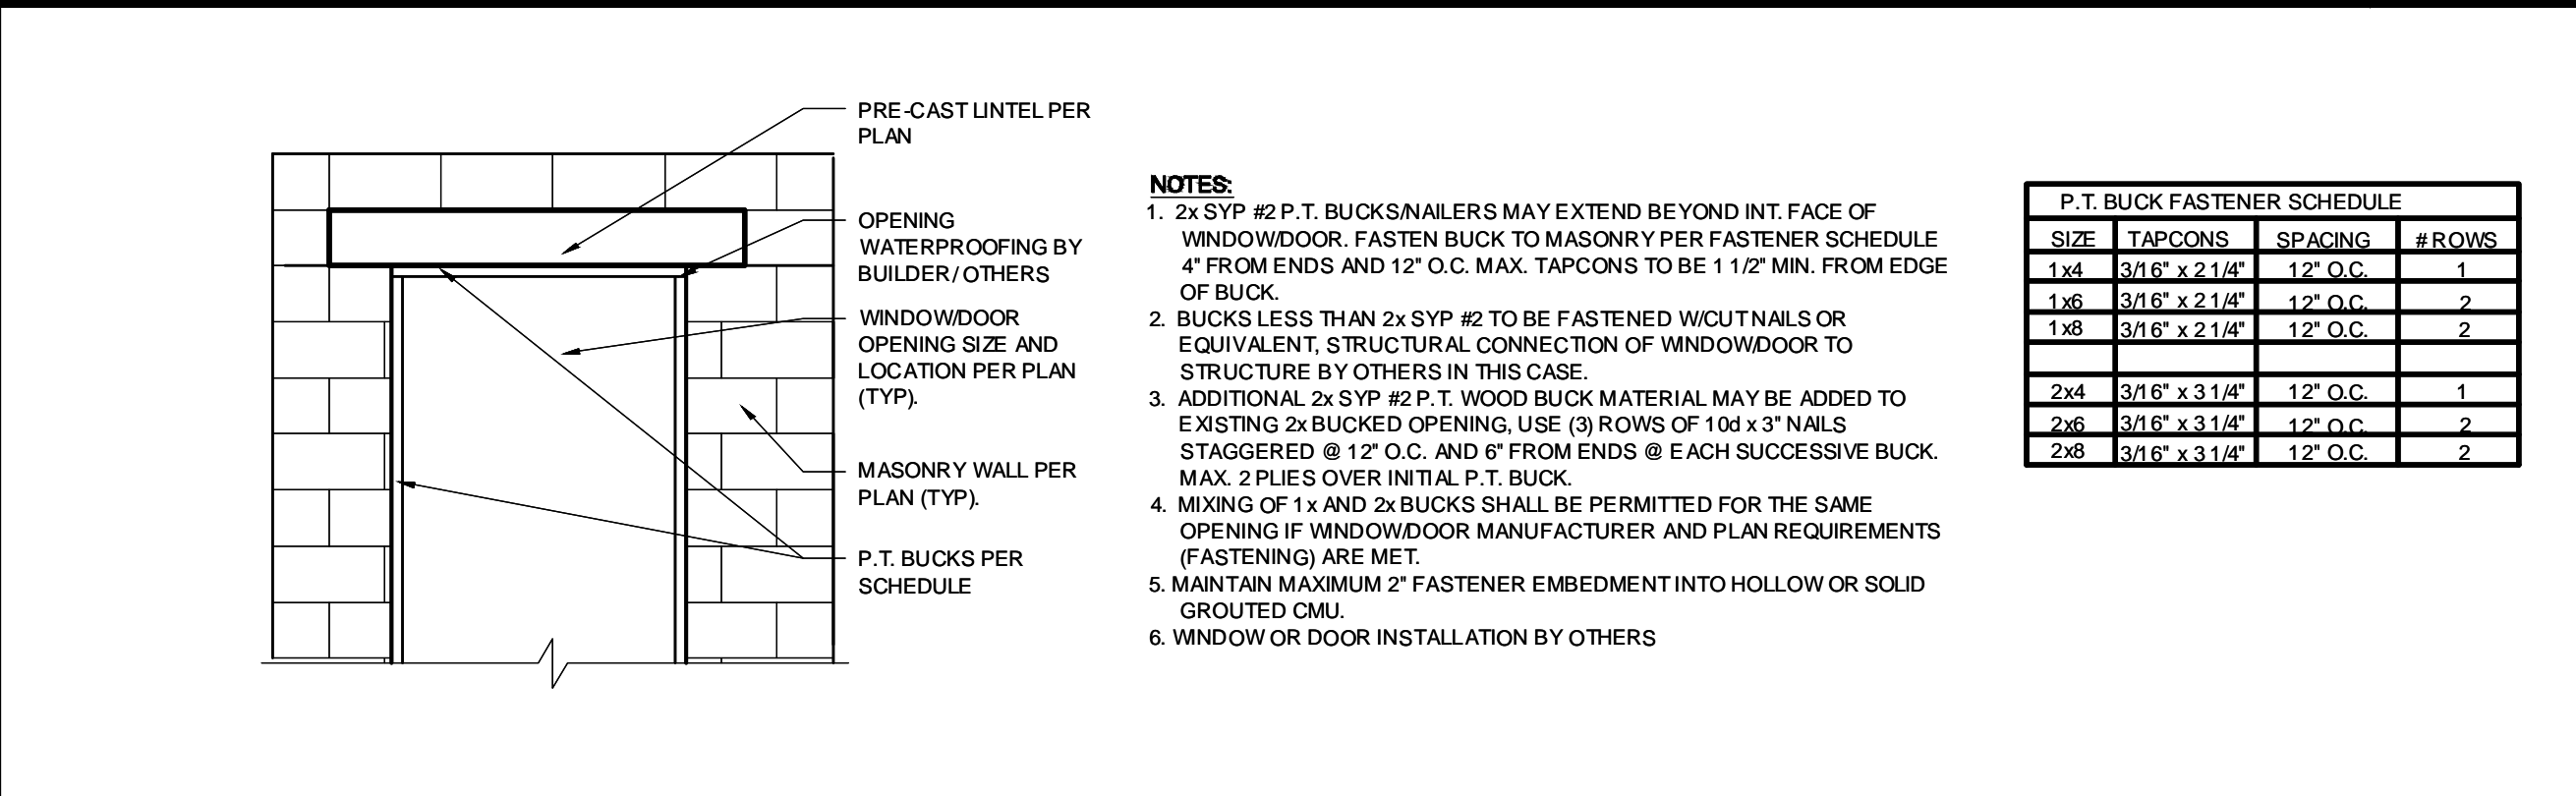 PRE-CAST LINTEL PER
PLAN
OPENING
WATERPROOFING BY
BUILDER/ OTHERS
WINDOW/DOOR
OPENING SIZE AND
LOCATION PER PLAN
(TYP).
MASONRY WALL PER
PLAN (TYP).
P.T. BUCKS PER
SCHEDULE
NOTES:
1. 2x SYP #2 P.T. BUCKS/NAILERS MAY EXTEND BEYOND INT. FACE OF
WINDOW/DOOR. FASTEN BUCK TO MASONRY PER FASTENER SCHEDULE
4" FROM ENDS AND 12" O.C. MAX. TAPCONS TO BE 1 1/2" MIN. FROM EDGE
OF BUCK.
2. BUCKS LESS THAN 2x SYP #2 TO BE FASTENED W/CUT NAILS OR
EQUIVALENT, STRUCTURAL CONNECTION OF WINDOW/DOOR TO
STRUCTURE BY OTHERS IN THIS CASE.
3. ADDITIONAL 2x SYP #2 P.T. WOOD BUCK MATERIAL MAY BE ADDED TO
EXISTING 2x BUCKED OPENING, USE (3) ROWS OF 10d x 3" NAILS
STAGGERED @ 12" O.C. AND 6" FROM ENDS @ EACH SUCCESSIVE BUCK.
MAX. 2 PLIES OVER INITIAL P.T. BUCK.
4. MIXING OF 1x AND 2x BUCKS SHALL BE PERMITTED FOR THE SAME
OPENING IF WINDOW/DOOR MANUFACTURER AND PLAN REQUIREMENTS
(FASTENING) ARE MET.
5. MAINTAIN MAXIMUM 2" FASTENER EMBEDMENT INTO HOLLOW OR SOLID
GROUTED CMU.
6. WINDOW OR DOOR INSTALLATION BY OTHERS
P.T. BUCK FASTENER SCHEDULE
SIZE TAPCONS SPACING # ROWS
1x4 3/16" x 2 1/4" 12" O.C. 1
1x6 3/16" x 2 1/4" 12" O.C. 2
1x8 3/16" x 2 1/4" 12" O.C. 2
2x4 3/16" x 3 1/4" 12" O.C. 1
2x6 3/16" x 3 1/4" 12" O.C. 2
2x8 3/16" x 3 1/4" 12" O.C. 2